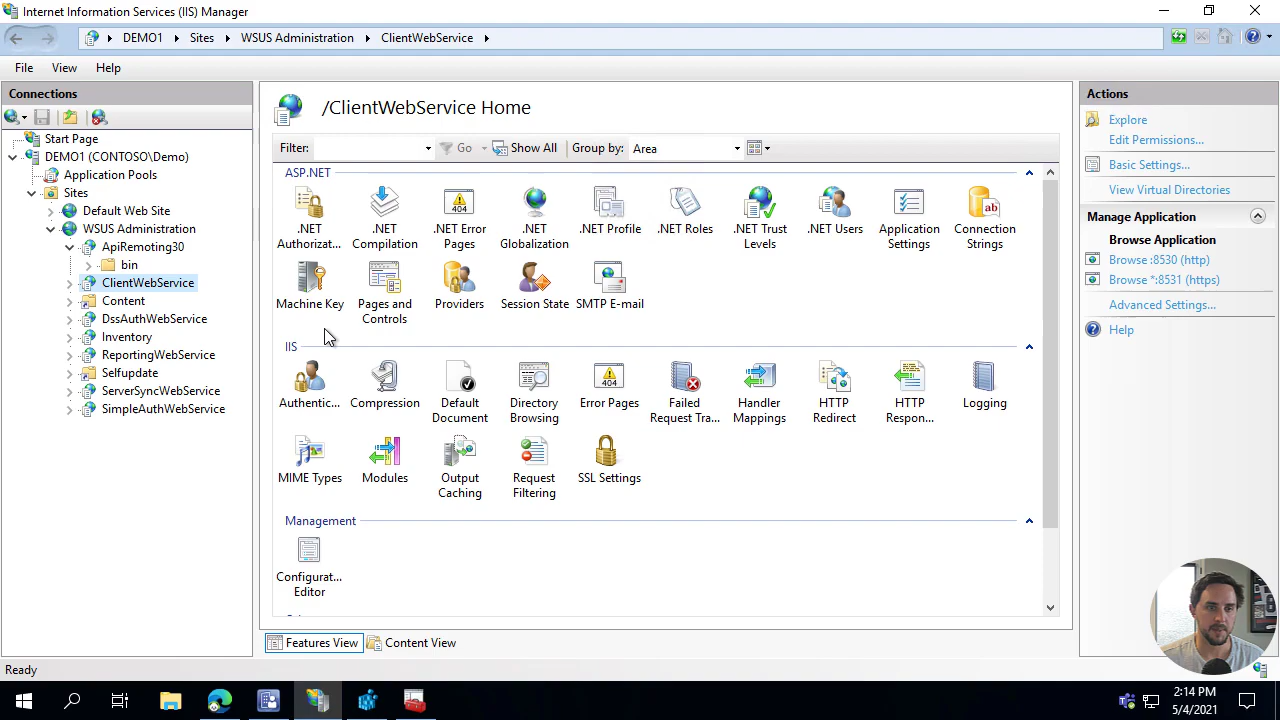 Internet Information Services (IIS) Manager
DEMO1 Sites WSUS Administration ClientWebService
File View Help
Connections
Start Page
DEMO1 (CONTOSO\Demo)
Application Pools
Sites
Default Web Site
WSUS Administration
ApiRemoting30
bin
ClientWebService
Content
DssAuthWebService
Inventory
ReportingWebService
Selfupdate
ServerSyncWebService
SimpleAuthWebService
/ClientWebService Home
Filter: Go Show All Group by: Area
ASP.NET
.NET Authorizat...
.NET Compilation
.NET Error Pages
.NET Globalization
.NET Profile
.NET Roles
.NET Trust Levels
.NET Users
Application Settings
Connection Strings
Machine Key
Pages and Controls
Providers
Session State
SMTP E-mail
IIS
Authentic...
Compression
Default Document
Directory Browsing
Error Pages
Failed Request Tra...
Handler Mappings
HTTP Redirect
HTTP Respon...
Logging
MIME Types
Modules
Output Caching
Request Filtering
SSL Settings
Management
Configurat... Editor
Features View Content View
Actions
Explore
Edit Permissions...
Basic Settings...
View Virtual Directories
Manage Application
Browse Application
Browse :8530 (http)
Browse *:8531 (https)
Advanced Settings...
Help
Ready
2:14 PM
5/4/2021